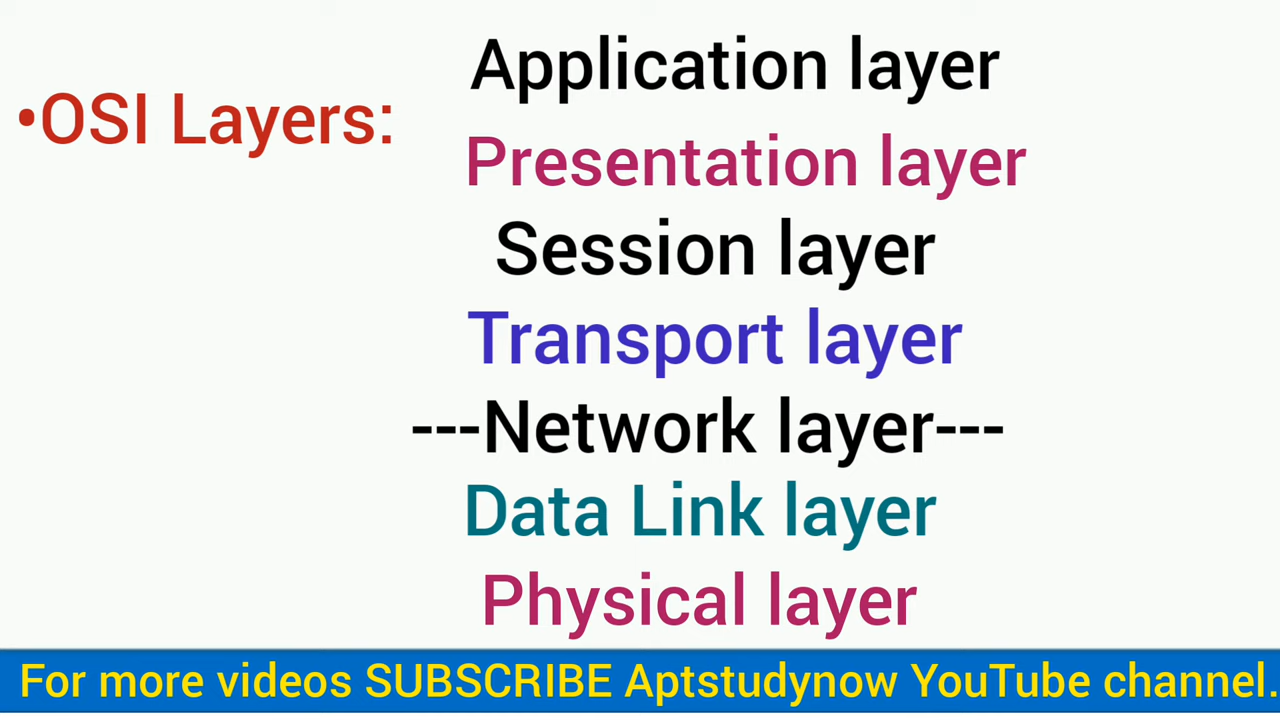 •OSI Layers:
Application layer
Presentation layer
Session layer
Transport layer
---Network layer---
Data Link layer
Physical layer
For more videos SUBSCRIBE Aptstudynow YouTube channel.